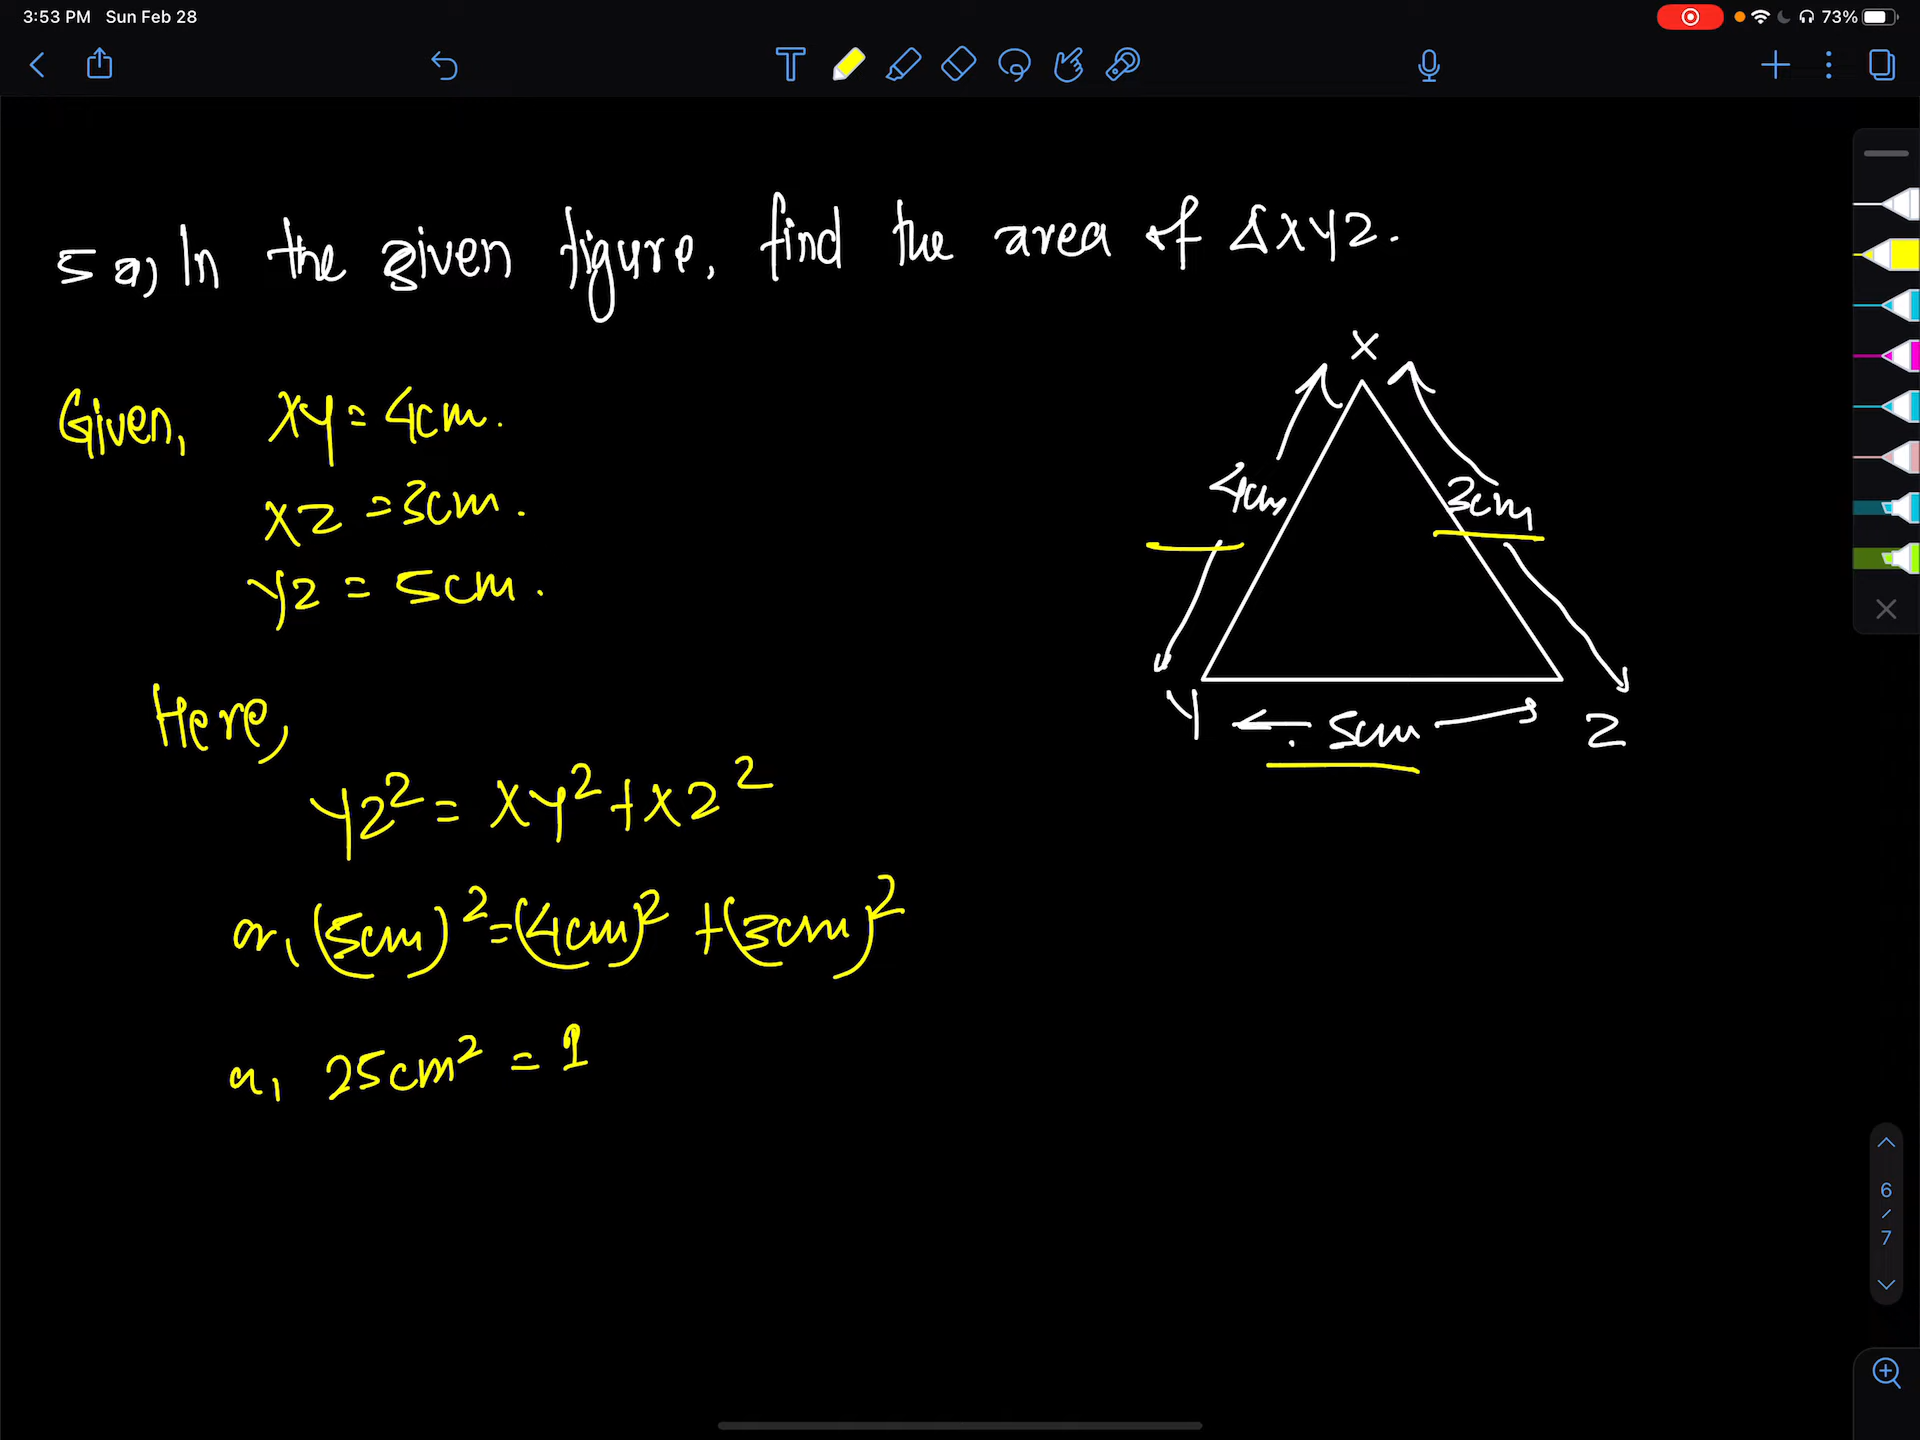 3:53 PM Sun Feb 28
73%
5 a) In the given figure, find the area of ΔXYZ.
X
Given, XY = 4cm.
4cm
3cm
XZ = 3cm.
YZ = 5cm.
Y
5cm
Z
Here,
YZ² = XY² + XZ²
or, (5cm)² = (4cm)² + (3cm)²
or, 25cm² = 1
6
/
7